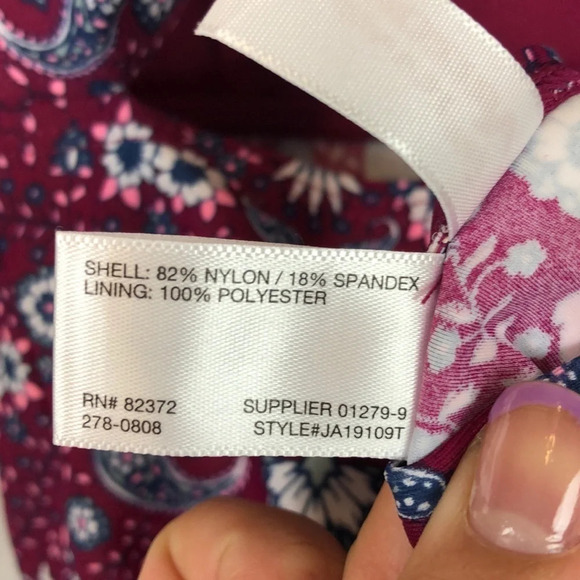 SHELL: 82% NYLON / 18% SPANDEX
LINING: 100% POLYESTER
RN# 82372 SUPPLIER 01279-9
278-0808 STYLE#JA19109T